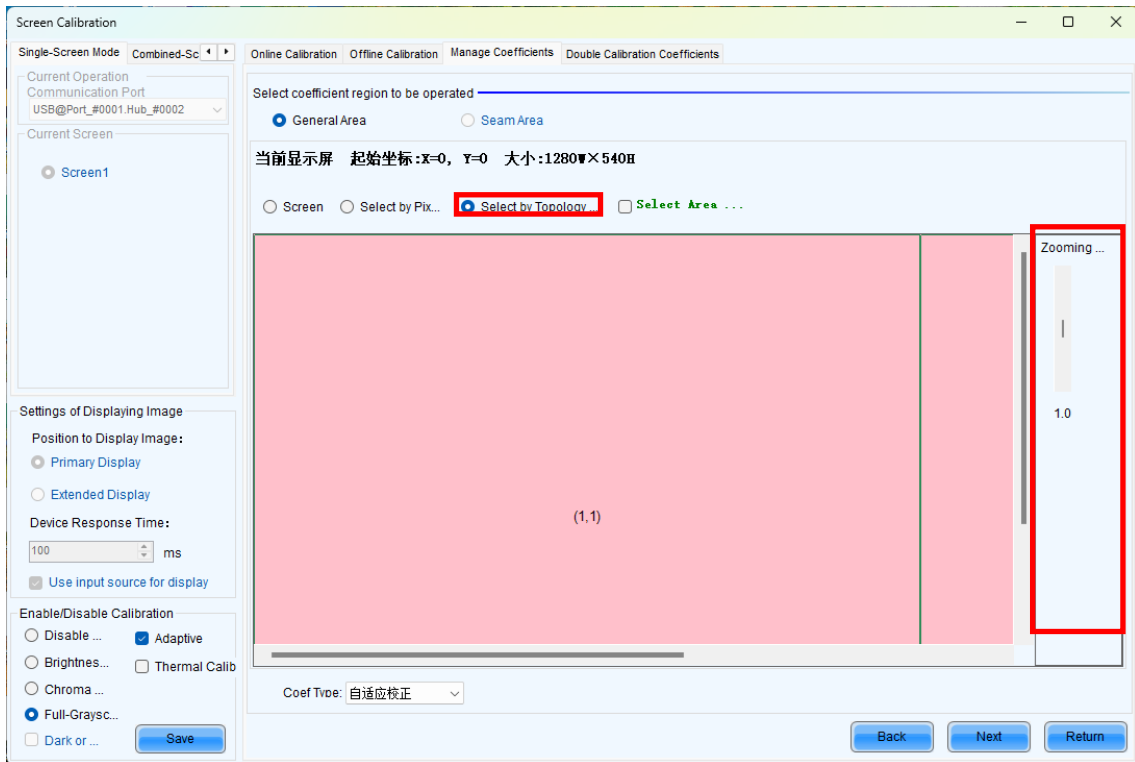 Screen Calibration
Single-Screen Mode Combined-Sc
Online Calibration Offline Calibration Manage Coefficients Double Calibration Coefficients
Current Operation
Communication Port
USB@Port_#0001.Hub_#0002
Current Screen
Screen1
Select coefficient region to be operated
General Area Seam Area
当前显示屏 起始坐标:X=0, Y=0 大小:1280W×540H
Screen Select by Pix... Select by Topology ... Select Area ...
Zooming ...
1.0
(1,1)
Settings of Displaying Image
Position to Display Image:
Primary Display
Extended Display
Device Response Time:
100 ms
Use input source for display
Enable/Disable Calibration
Disable ... Adaptive
Brightnes... Thermal Calib
Chroma ...
Full-Graysc...
Dark or ... Save
Coef Type: 自适应校正
Back Next Return